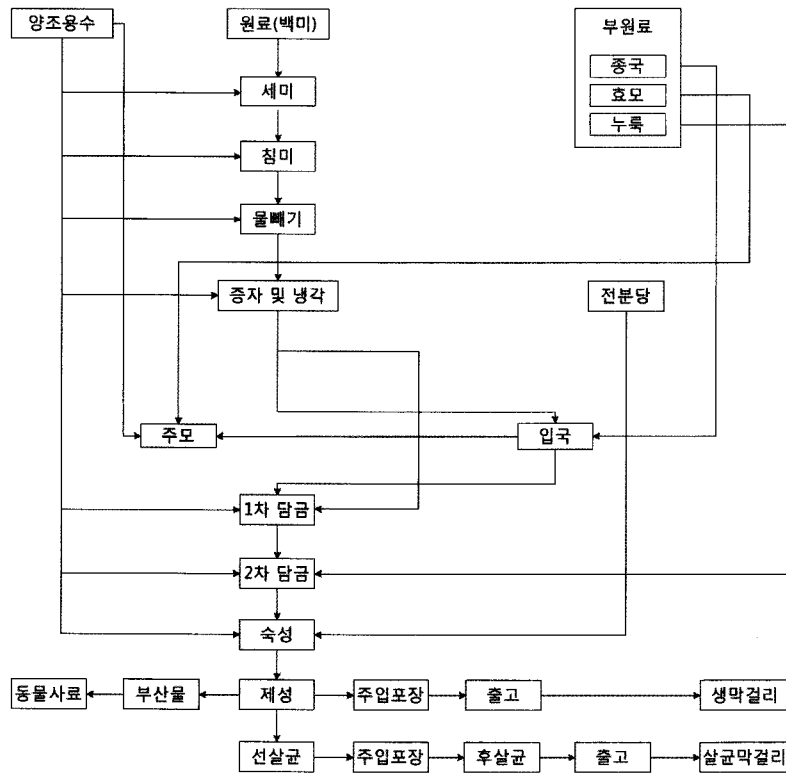 양조용수
원료(백미)
부원료
종국
효모
누룩
세미
침미
물빼기
증자 및 냉각
전분당
주모
입국
1차 담금
2차 담금
숙성
동물사료
부산물
제성
주입포장
출고
생막걸리
선살균
주입포장
후살균
출고
살균막걸리